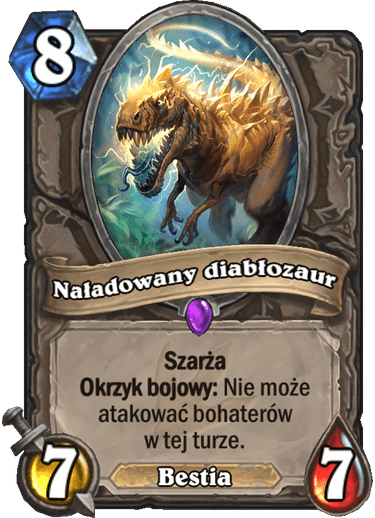 8
Naładowany diabłozaur
Szarża
Okrzyk bojowy: Nie może
atakować bohaterów
w tej turze.
7
Bestia
7